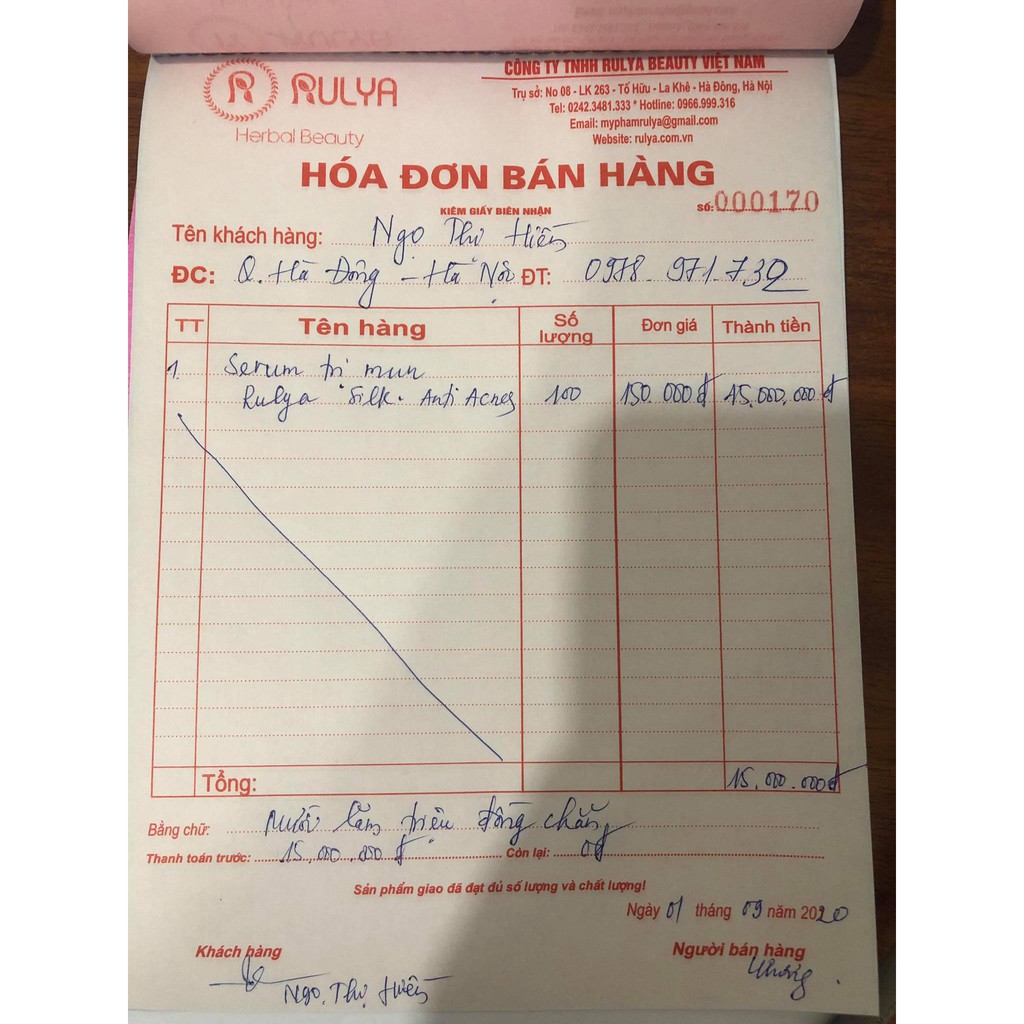 RULYA
Herbal Beauty
CÔNG TY TNHH RULYA BEAUTY VIỆT NAM
Trụ sở: No 08 - LK 263 - Tố Hữu - La Khê - Hà Đông, Hà Nội
Tel: 0242.3481.333 * Hotline: 0966.999.316
Email: myphamrulya@gmail.com
Website: rulya.com.vn
HÓA ĐƠN BÁN HÀNG
KIÊM GIẤY BIÊN NHẬN
SỐ: 000170
Tên khách hàng: Ngọ Thị Hiền
ĐC: Q. Hà Đông - Hà Nội ĐT: 0978.971.732
TT Tên hàng Số lượng Đơn giá Thành tiền
1. Serum trị mụn
Rulya "Silk" Anti Acnes 100 150.000đ 15.000.000đ
Tổng: 15.000.000đ
Bằng chữ: Mười lăm triệu đồng chẵn
Thanh toán trước: 15.000.000đ Còn lại: 0đ
Sản phẩm giao đã đạt đủ số lượng và chất lượng!
Ngày 01 tháng 09 năm 2020
Khách hàng Người bán hàng
Ngọ Thị Hiền